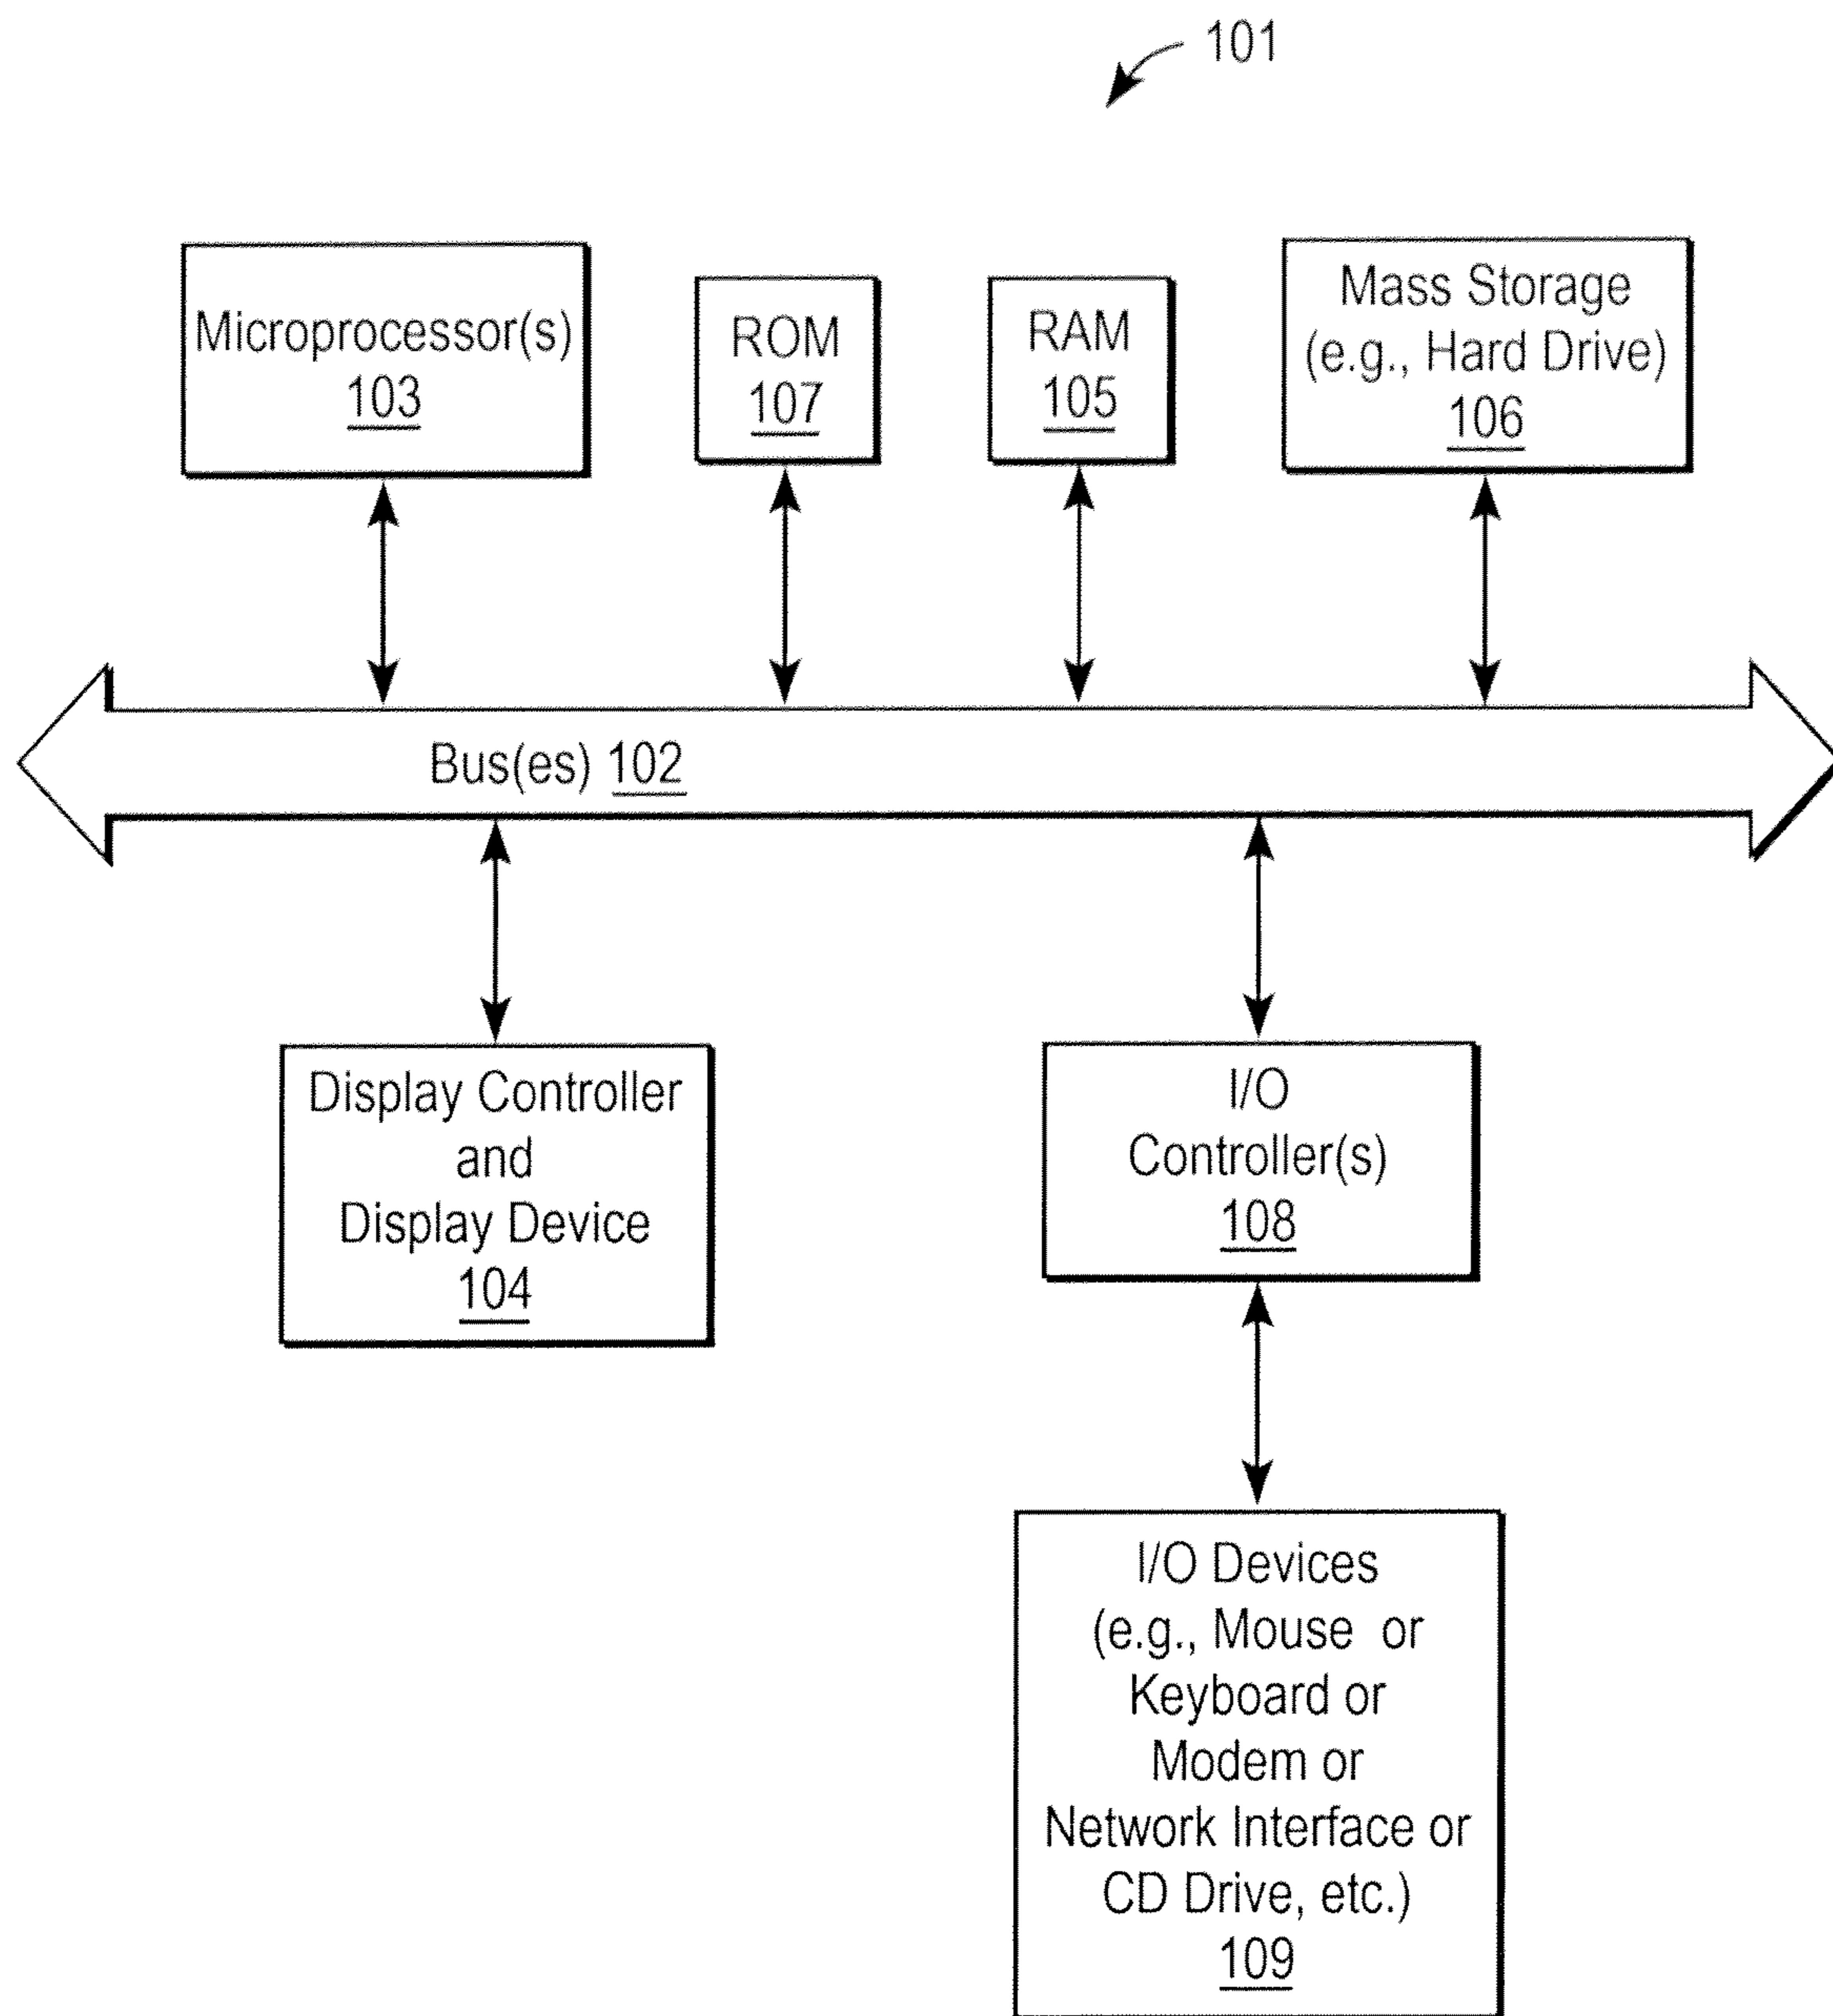 101
Microprocessor(s)
103
ROM
107
RAM
105
Mass Storage
(e.g., Hard Drive)
106
Bus(es) 102
Display Controller
and
Display Device
104
I/O
Controller(s)
108
I/O Devices
(e.g., Mouse or
Keyboard or
Modem or
Network Interface or
CD Drive, etc.)
109